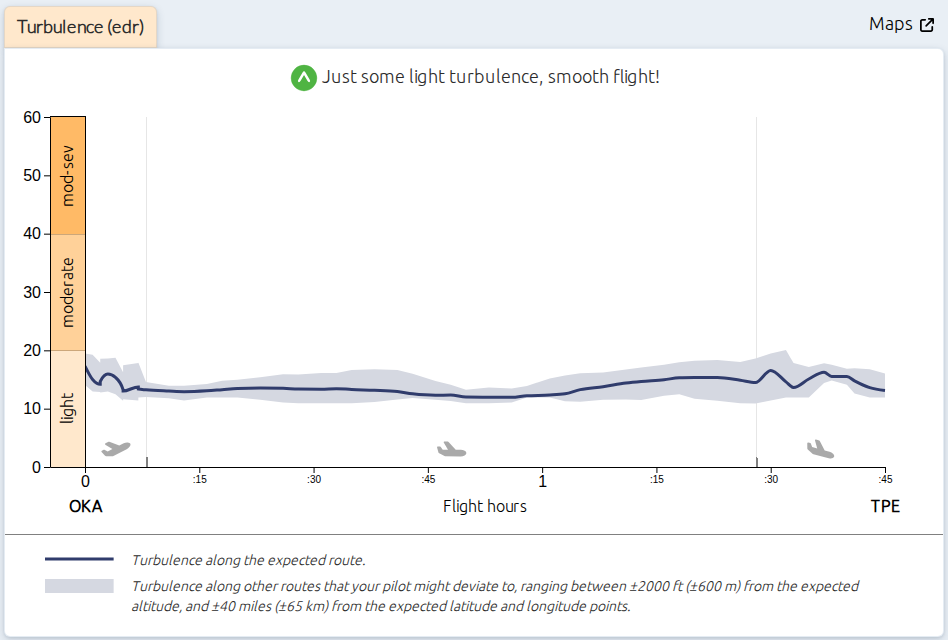 Turbulence (edr)
Maps
Just some light turbulence, smooth flight!
60
50
40
30
20
10
0
mod-sev
moderate
light
0 :15 :30 :45 1 :15 :30 :45
OKA Flight hours TPE
Turbulence along the expected route.
Turbulence along other routes that your pilot might deviate to, ranging between ±2000 ft (±600 m) from the expected
altitude, and ±40 miles (±65 km) from the expected latitude and longitude points.